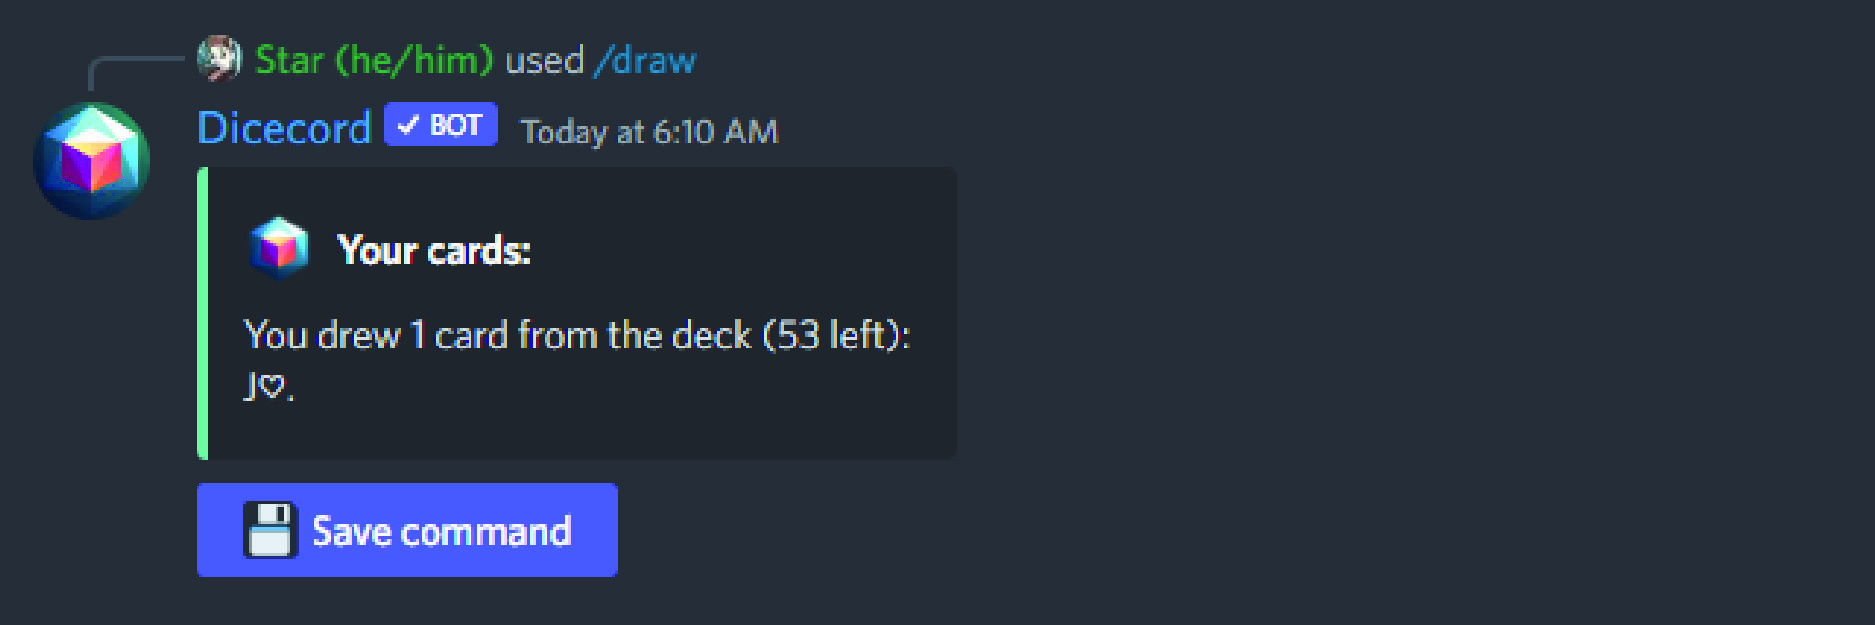 Star (he/him) used /draw
Dicecord ✓ BOT Today at 6:10 AM
Your cards:
You drew 1 card from the deck (53 left):
J♡.
Save command